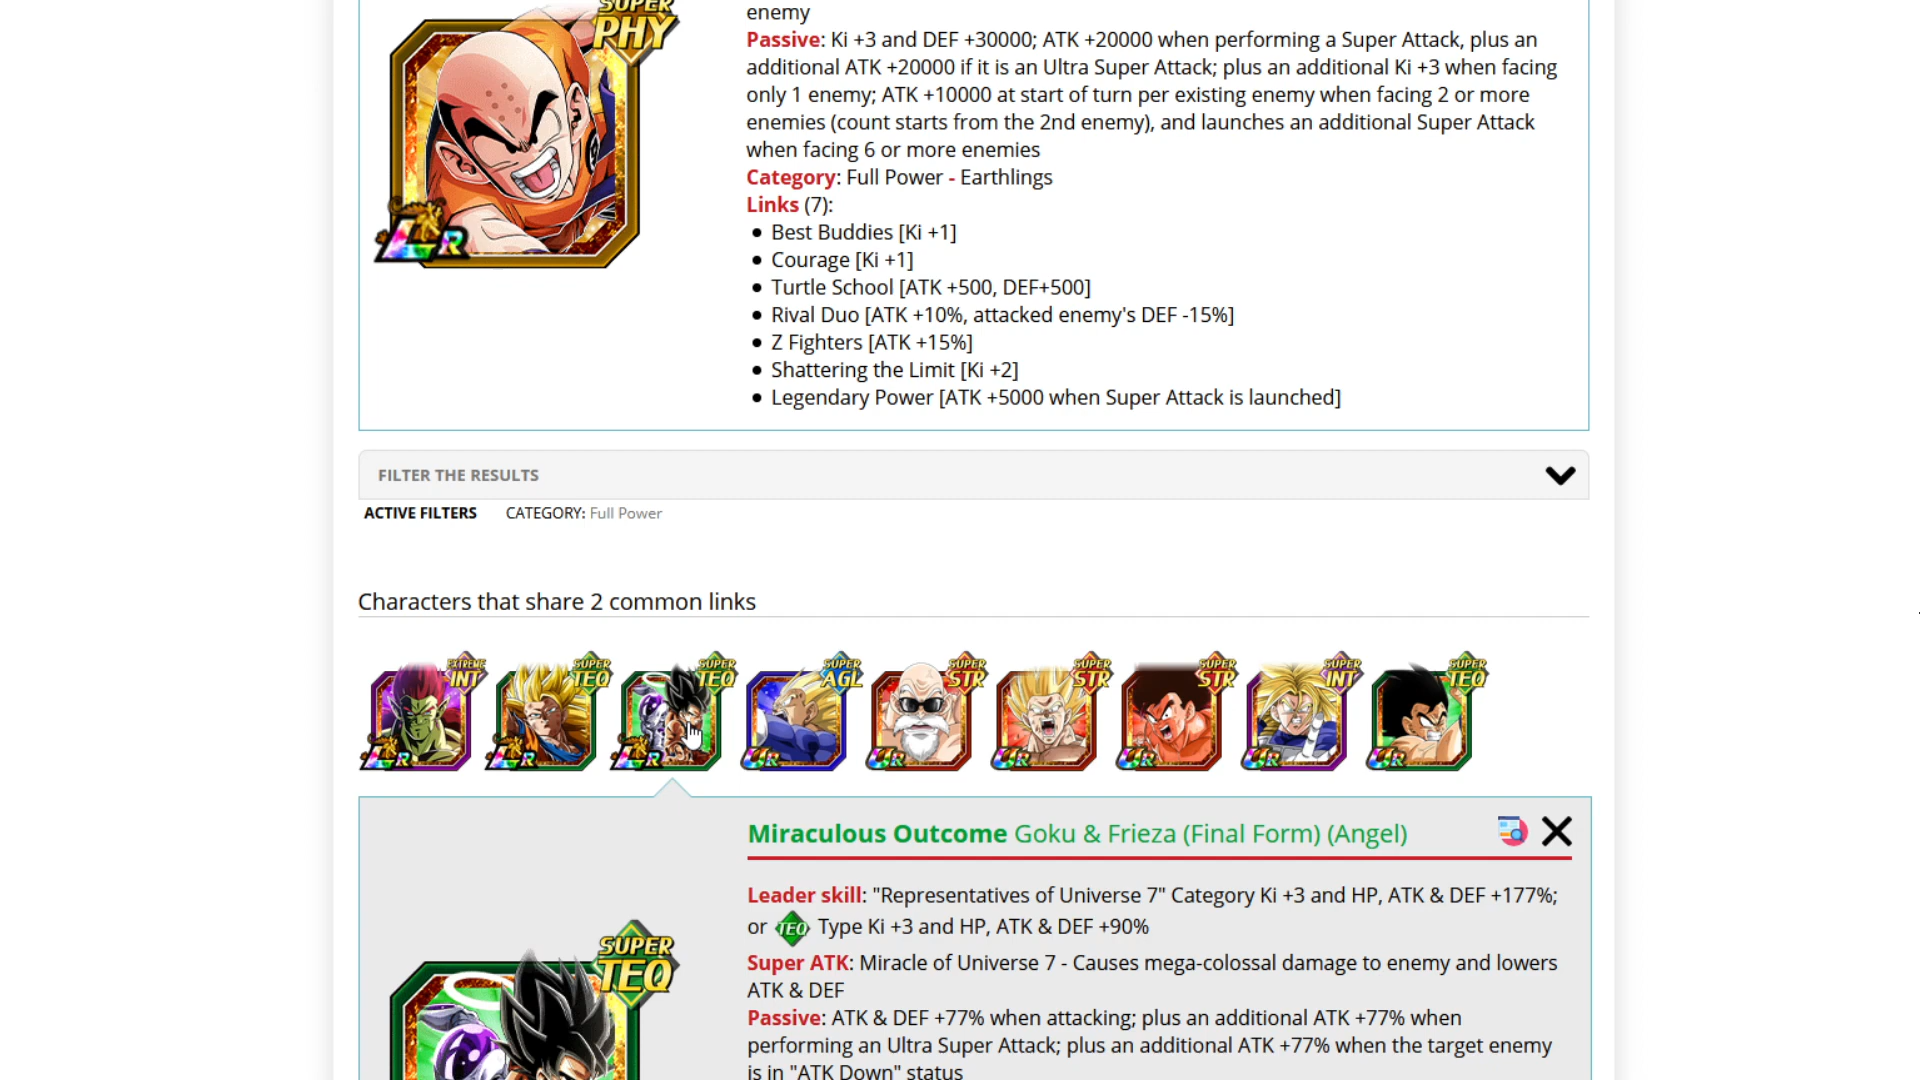 SUPER
PHY
LR
enemy
Passive: Ki +3 and DEF +30000; ATK +20000 when performing a Super Attack, plus an
additional ATK +20000 if it is an Ultra Super Attack; plus an additional Ki +3 when facing
only 1 enemy; ATK +10000 at start of turn per existing enemy when facing 2 or more
enemies (count starts from the 2nd enemy), and launches an additional Super Attack
when facing 6 or more enemies
Category: Full Power - Earthlings
Links (7):
● Best Buddies [Ki +1]
● Courage [Ki +1]
● Turtle School [ATK +500, DEF+500]
● Rival Duo [ATK +10%, attacked enemy's DEF -15%]
● Z Fighters [ATK +15%]
● Shattering the Limit [Ki +2]
● Legendary Power [ATK +5000 when Super Attack is launched]
FILTER THE RESULTS
ACTIVE FILTERS CATEGORY: Full Power
Characters that share 2 common links
EXTREME INT LR
SUPER TEQ LR
SUPER TEQ LR
SUPER AGL UR
SUPER STR UR
SUPER STR UR
SUPER STR UR
SUPER INT UR
SUPER TEQ UR
Miraculous Outcome Goku & Frieza (Final Form) (Angel)
SUPER
TEQ
Leader skill: "Representatives of Universe 7" Category Ki +3 and HP, ATK & DEF +177%;
or TEQ Type Ki +3 and HP, ATK & DEF +90%
Super ATK: Miracle of Universe 7 - Causes mega-colossal damage to enemy and lowers
ATK & DEF
Passive: ATK & DEF +77% when attacking; plus an additional ATK +77% when
performing an Ultra Super Attack; plus an additional ATK +77% when the target enemy
is in "ATK Down" status